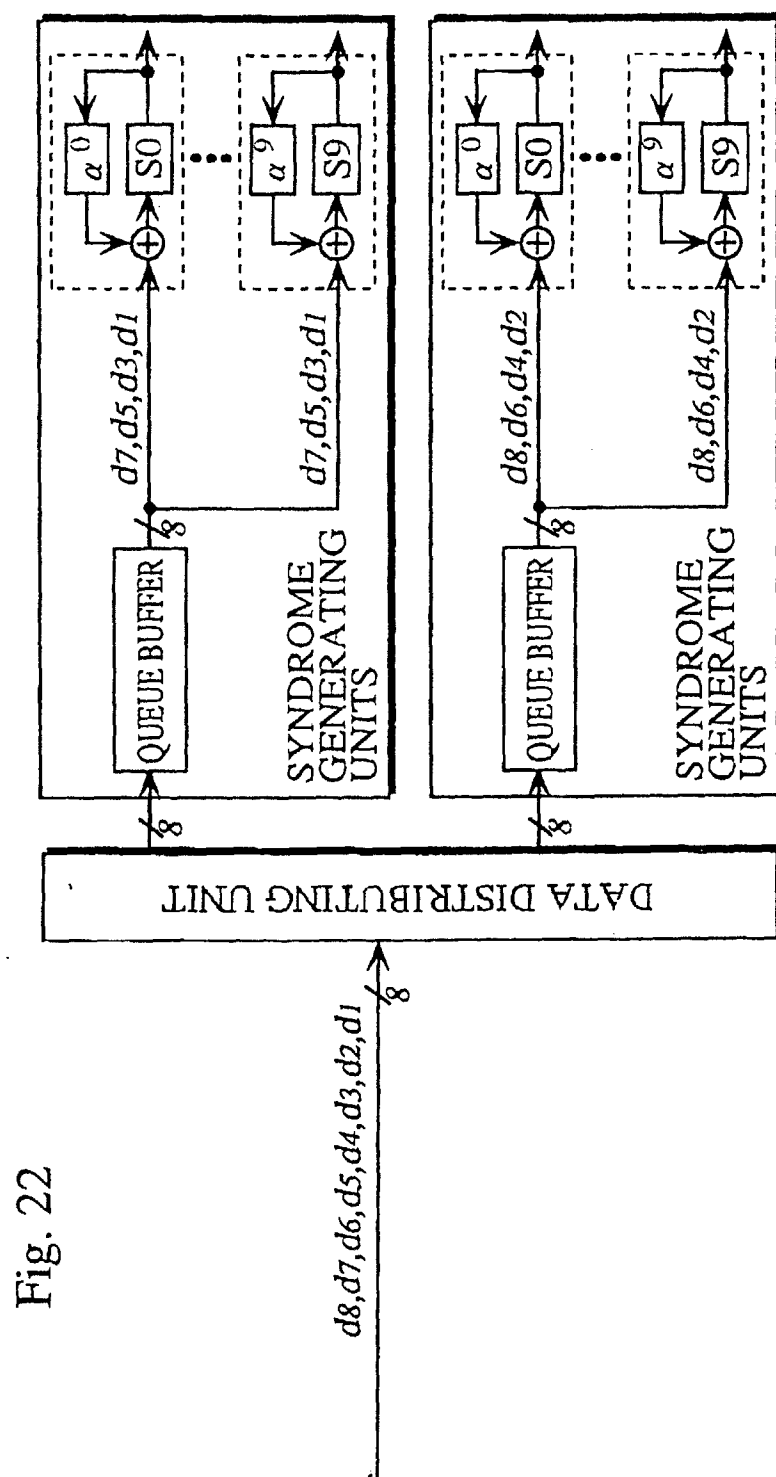 Fig. 22
d8,d7,d6,d5,d4,d3,d2,d1
8
DATA DISTRIBUTING UNIT
8
QUEUE BUFFER
8
d7,d5,d3,d1
d7,d5,d3,d1
α0
S0
α9
S9
SYNDROME
GENERATING
UNITS
8
QUEUE BUFFER
8
d8,d6,d4,d2
d8,d6,d4,d2
α0
S0
α9
S9
SYNDROME
GENERATING
UNITS